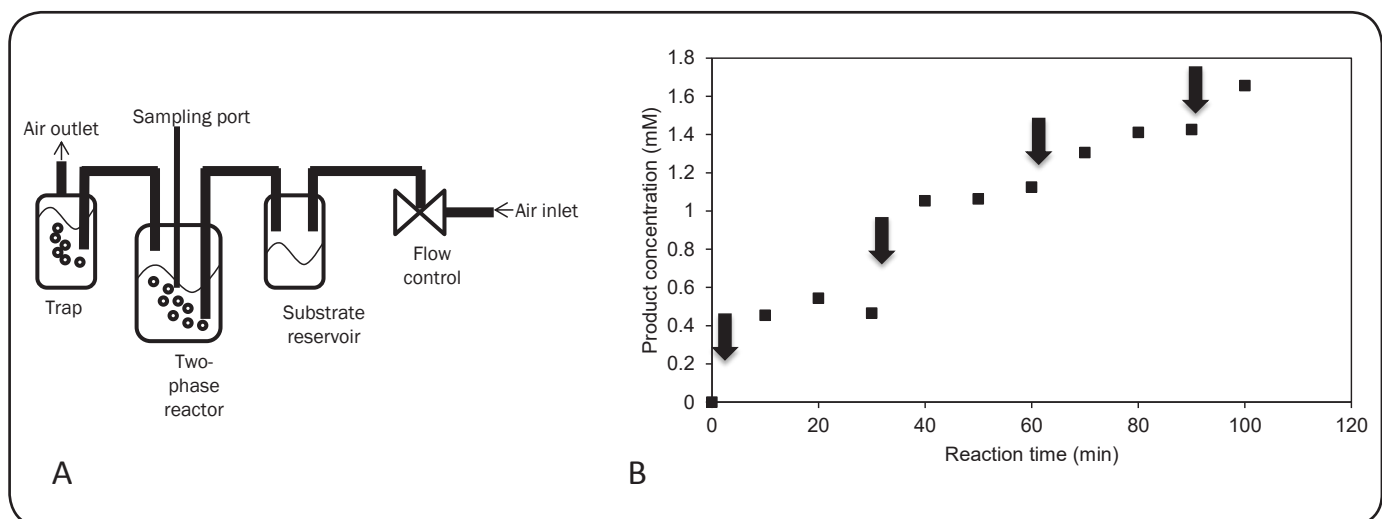 Sampling port
Air outlet
Air inlet
Flow
control
Trap
Substrate
reservoir
Two-
phase
reactor
A
Product concentration (mM)
1.8
1.6
1.4
1.2
1
0.8
0.6
0.4
0.2
0
0 20 40 60 80 100 120
Reaction time (min)
B